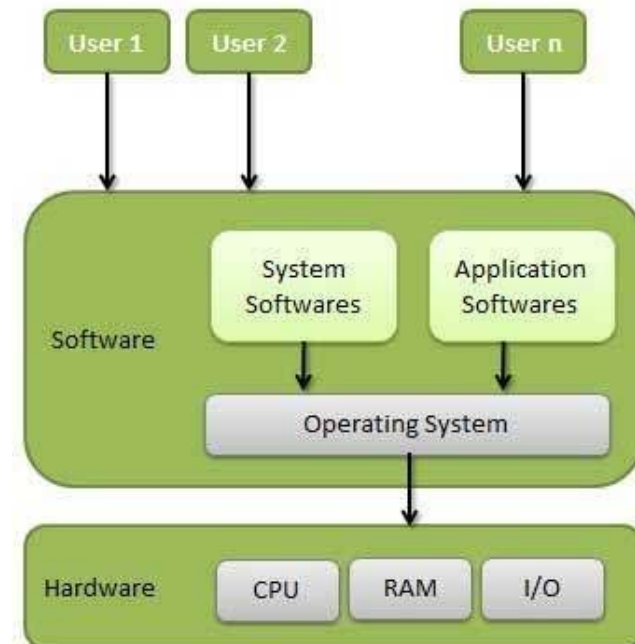 User 1
User 2
User n
System
Softwares
Application
Softwares
Software
Operating System
Hardware
CPU
RAM
I/O